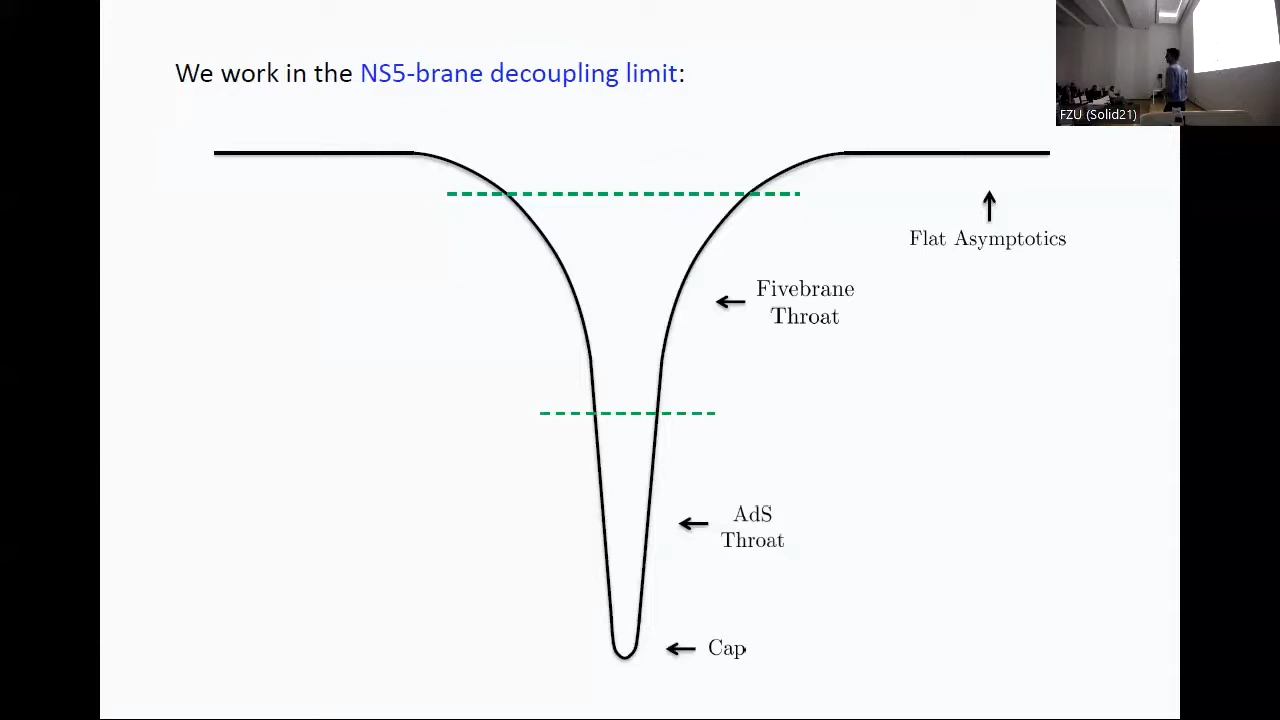 We work in the NS5-brane decoupling limit:
FZU (Solid21)
Flat Asymptotics
Fivebrane
Throat
AdS
Throat
Cap